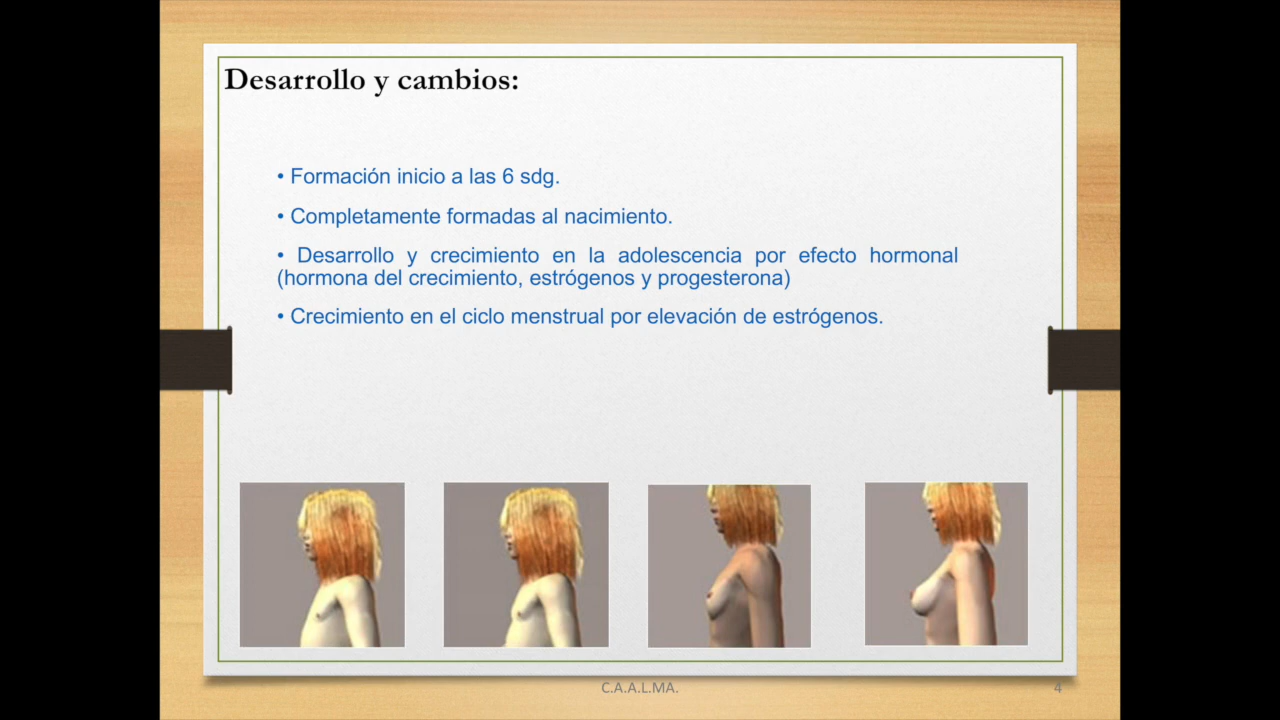 Desarrollo y cambios:
• Formación inicio a las 6 sdg.
• Completamente formadas al nacimiento.
• Desarrollo y crecimiento en la adolescencia por efecto hormonal
(hormona del crecimiento, estrógenos y progesterona)
• Crecimiento en el ciclo menstrual por elevación de estrógenos.
C.A.A.L.MA.
4